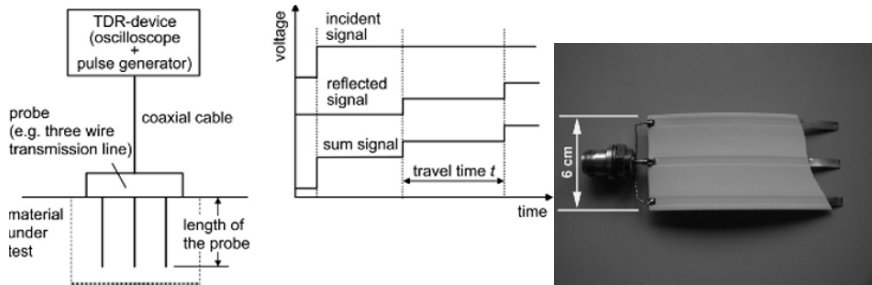 TDR-device
(oscilloscope
+
pulse generator)
probe
(e.g. three wire
transmission line)
coaxial cable
material
under
test
length of
the probe
voltage
incident
signal
reflected
signal
sum signal
travel time t
time
6 cm